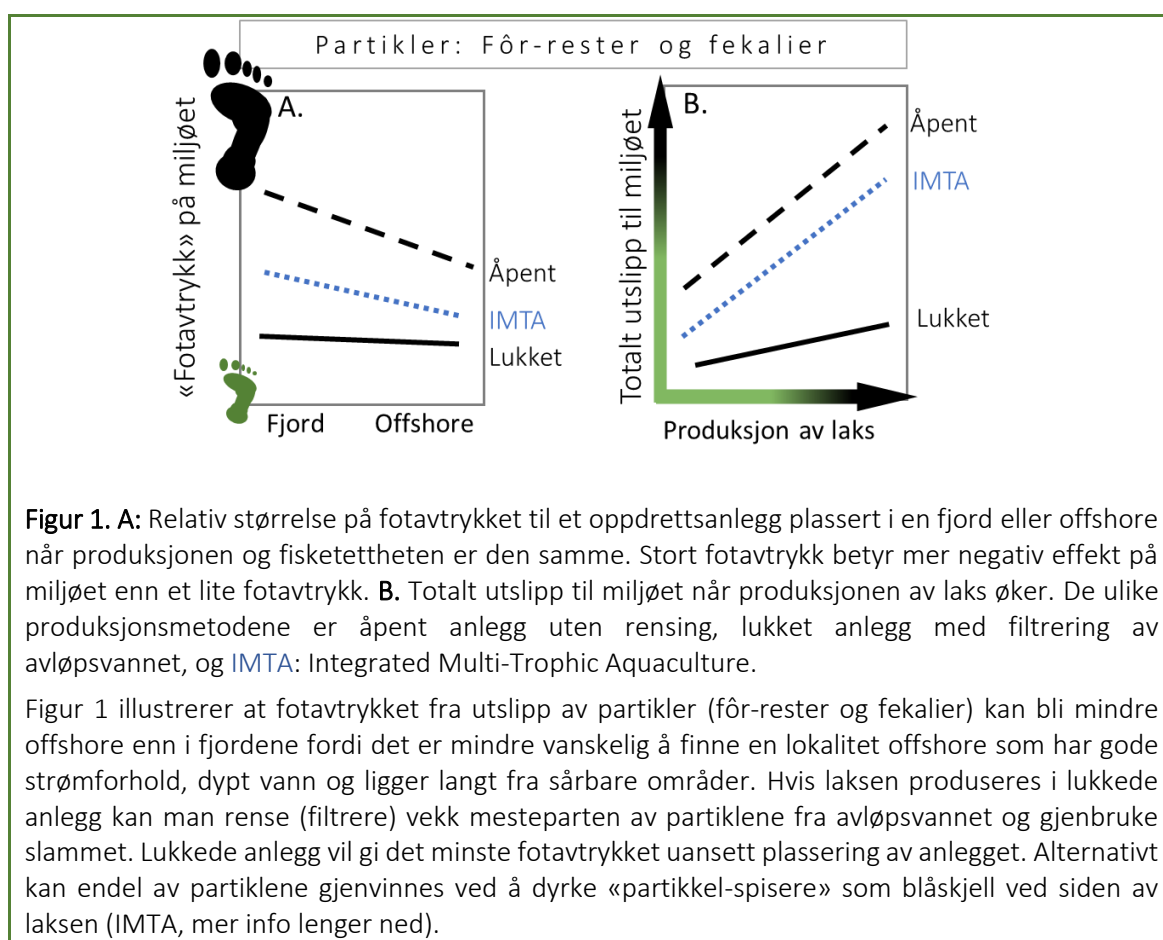 Partikler: Fôr-rester og fekalier
«Fotavtrykk» på miljøet
A.
Åpent
IMTA
Lukket
Fjord Offshore
Totalt utslipp til miljøet
B.
Åpent
IMTA
Lukket
Produksjon av laks
Figur 1. A: Relativ størrelse på fotavtrykket til et oppdrettsanlegg plassert i en fjord eller offshore
når produksjonen og fisketettheten er den samme. Stort fotavtrykk betyr mer negativ effekt på
miljøet enn et lite fotavtrykk. B. Totalt utslipp til miljøet når produksjonen av laks øker. De ulike
produksjonsmetodene er åpent anlegg uten rensing, lukket anlegg med filtrering av
avløpsvannet, og IMTA: Integrated Multi-Trophic Aquaculture.
Figur 1 illustrerer at fotavtrykket fra utslipp av partikler (fôr-rester og fekalier) kan bli mindre
offshore enn i fjordene fordi det er mindre vanskelig å finne en lokalitet offshore som har gode
strømforhold, dypt vann og ligger langt fra sårbare områder. Hvis laksen produseres i lukkede
anlegg kan man rense (filtrere) vekk mesteparten av partiklene fra avløpsvannet og gjenbruke
slammet. Lukkede anlegg vil gi det minste fotavtrykket uansett plassering av anlegget. Alternativt
kan endel av partiklene gjenvinnes ved å dyrke «partikkel-spisere» som blåskjell ved siden av
laksen (IMTA, mer info lenger ned).